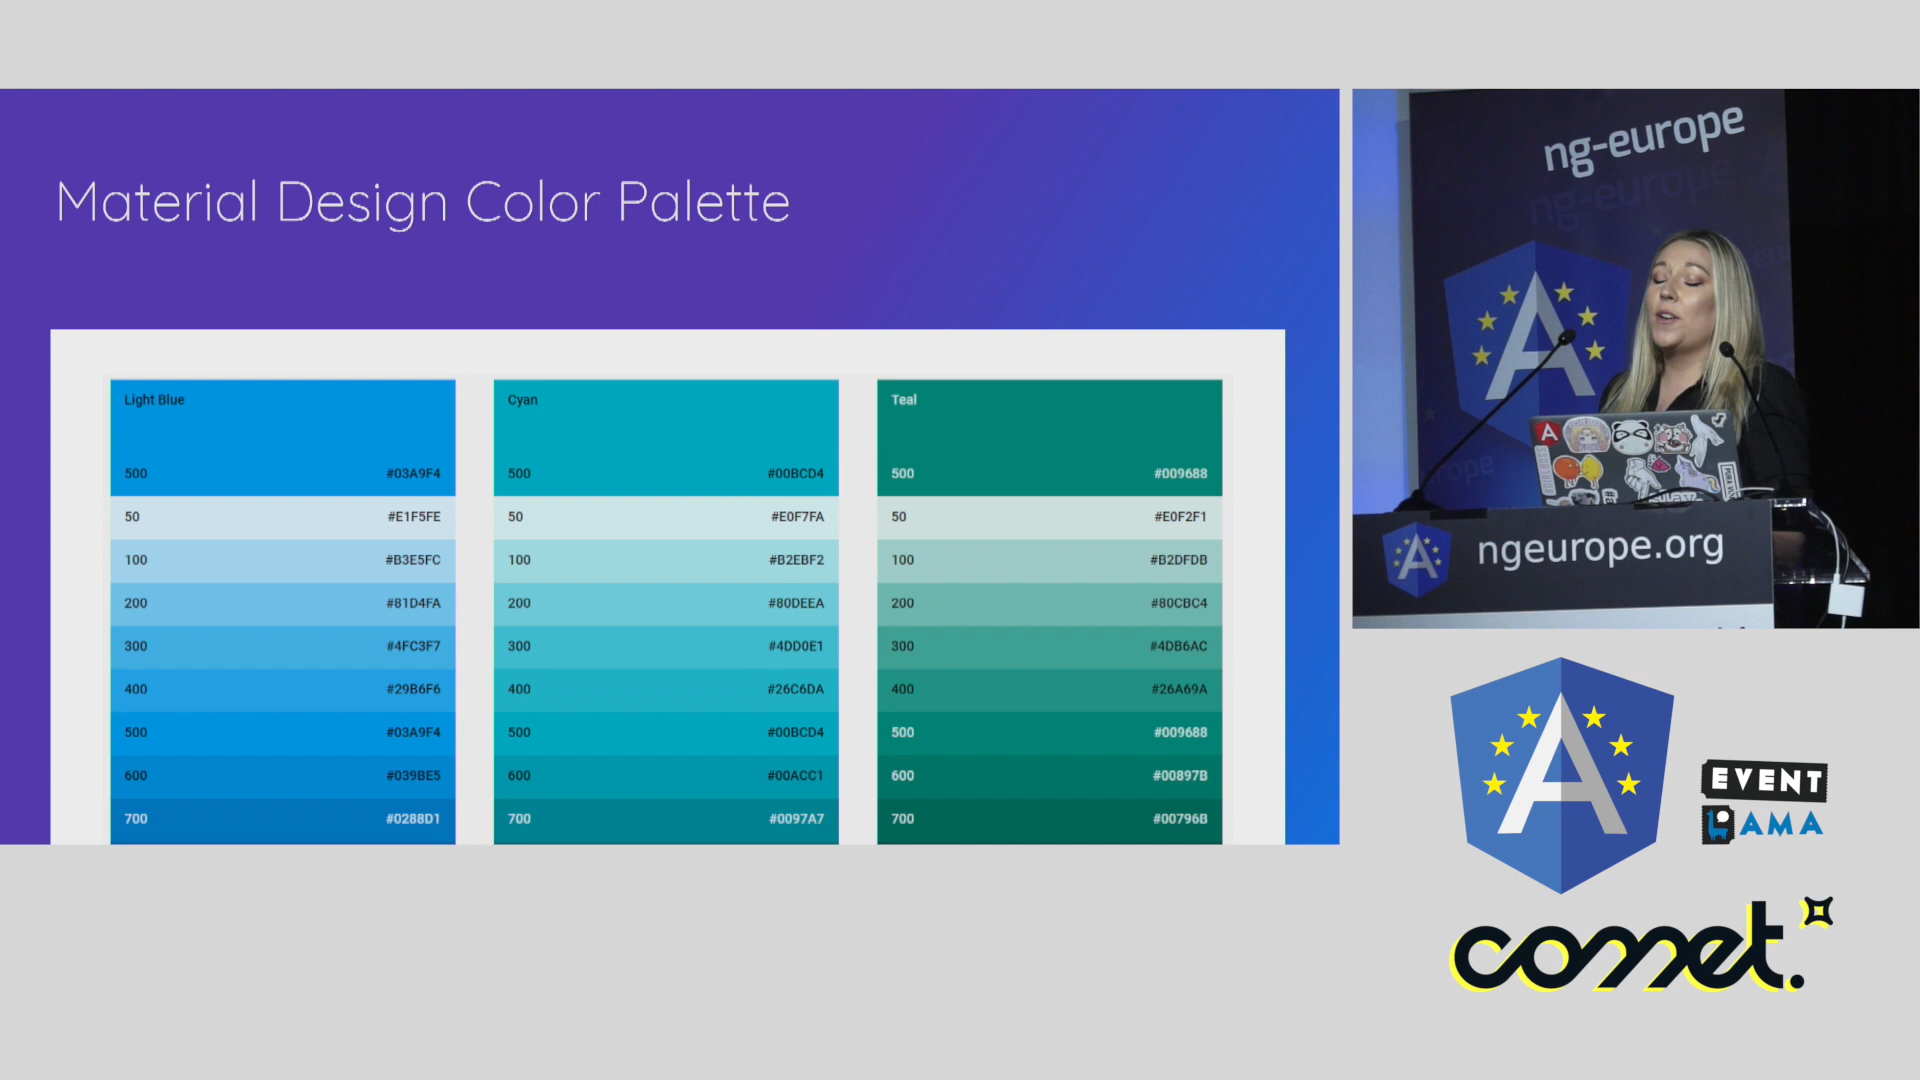 Material Design Color Palette
Light Blue
500 #03A9F4
50 #E1F5FE
100 #B3E5FC
200 #81D4FA
300 #4FC3F7
400 #29B6F6
500 #03A9F4
600 #039BE5
700 #0288D1
Cyan
500 #00BCD4
50 #E0F7FA
100 #B2EBF2
200 #80DEEA
300 #4DD0E1
400 #26C6DA
500 #00BCD4
600 #00ACC1
700 #0097A7
Teal
500 #009688
50 #E0F2F1
100 #B2DFDB
200 #80CBC4
300 #4DB6AC
400 #26A69A
500 #009688
600 #00897B
700 #00796B
ng-europe
ng-europe
ngeurope.org
EVENT
LAMA
comet.